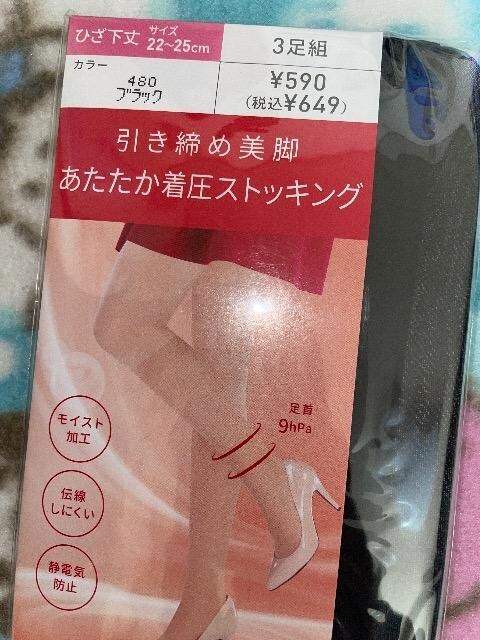 ひざ下丈 サイズ 22~25cm
3足組
カラー
480
ブラック
¥590
(税込¥649)
引き締め美脚
あたたか着圧ストッキング
足首
9hPa
モイスト
加工
伝線
しにくい
静電気
防止